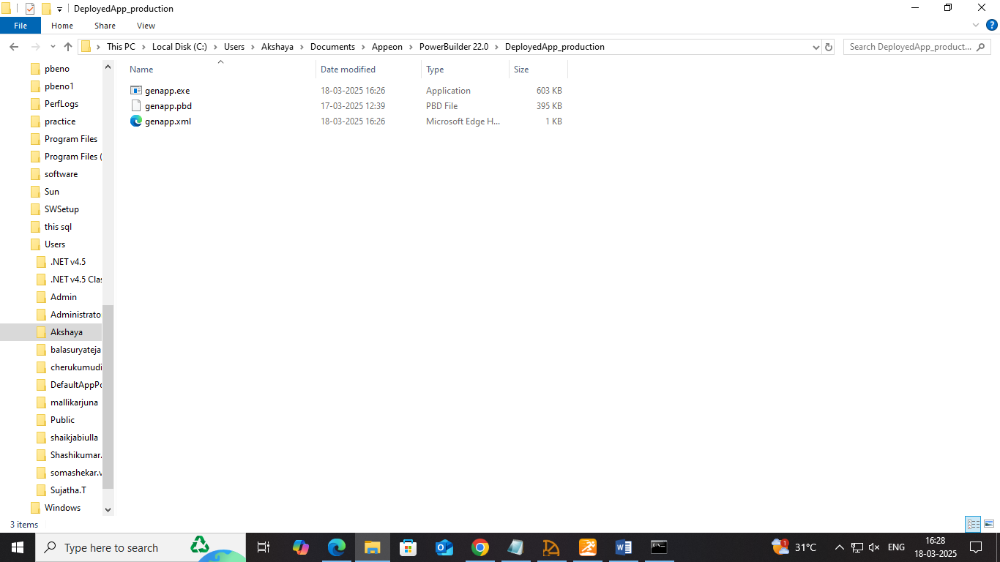 DeployedApp_production
File Home Share View
This PC Local Disk (C:) Users Akshaya Documents Appeon PowerBuilder 22.0 DeployedApp_production
Search DeployedApp_product...
pbeno
pbeno1
PerfLogs
practice
Program Files
Program Files (
software
Sun
SWSetup
this sql
Users
.NET v4.5
.NET v4.5 Clas
Admin
Administrato
Akshaya
balasuryateja
cherukumudi
DefaultAppPo
mallikarjuna
Public
shaikjabiulla
Shashikumar.
somashekar.v
Sujatha.T
Windows
Name Date modified Type Size
genapp.exe 18-03-2025 16:26 Application 603 KB
genapp.pbd 17-03-2025 12:39 PBD File 395 KB
genapp.xml 18-03-2025 16:26 Microsoft Edge H... 1 KB
3 items
Type here to search
1
31°C
ENG
16:28
18-03-2025